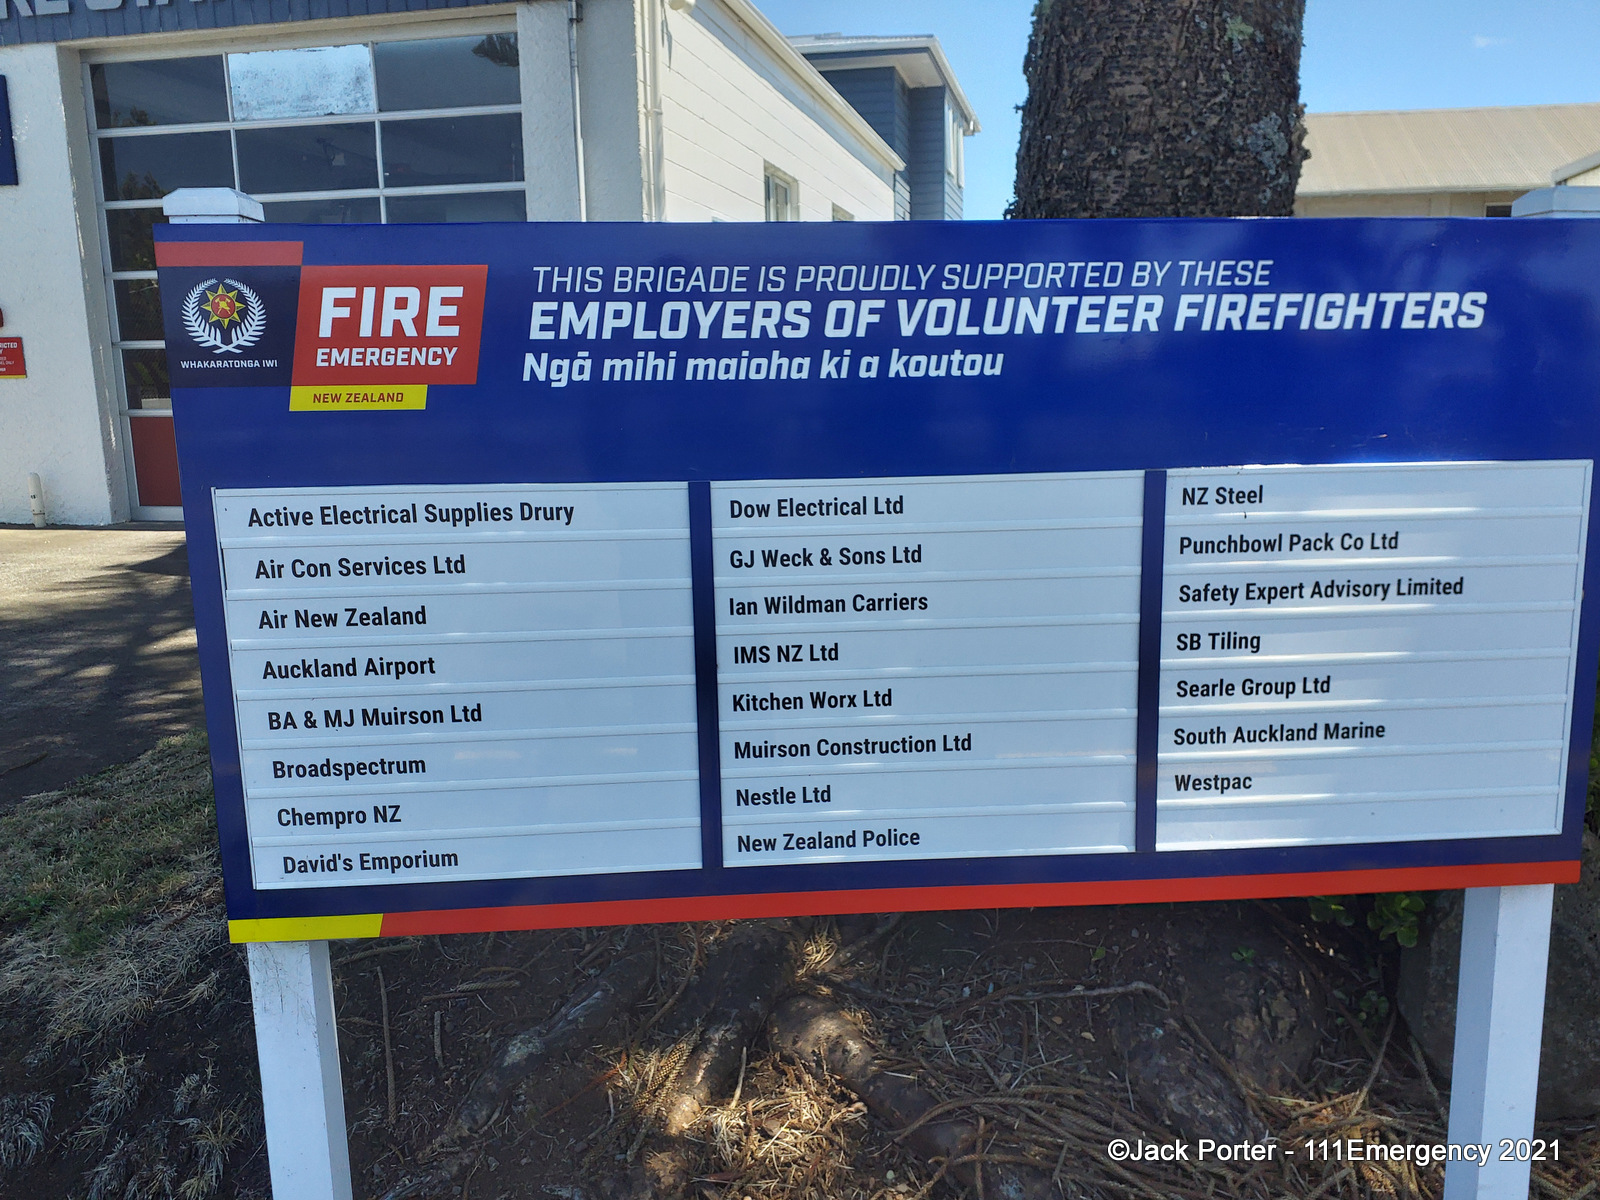 WHAKARATONGA IWI
FIRE
EMERGENCY
NEW ZEALAND
THIS BRIGADE IS PROUDLY SUPPORTED BY THESE
EMPLOYERS OF VOLUNTEER FIREFIGHTERS
Ngā mihi maioha ki a koutou
Active Electrical Supplies Drury
Air Con Services Ltd
Air New Zealand
Auckland Airport
BA & MJ Muirson Ltd
Broadspectrum
Chempro NZ
David's Emporium
Dow Electrical Ltd
GJ Weck & Sons Ltd
Ian Wildman Carriers
IMS NZ Ltd
Kitchen Worx Ltd
Muirson Construction Ltd
Nestle Ltd
New Zealand Police
NZ Steel
Punchbowl Pack Co Ltd
Safety Expert Advisory Limited
SB Tiling
Searle Group Ltd
South Auckland Marine
Westpac
©Jack Porter - 111Emergency 2021